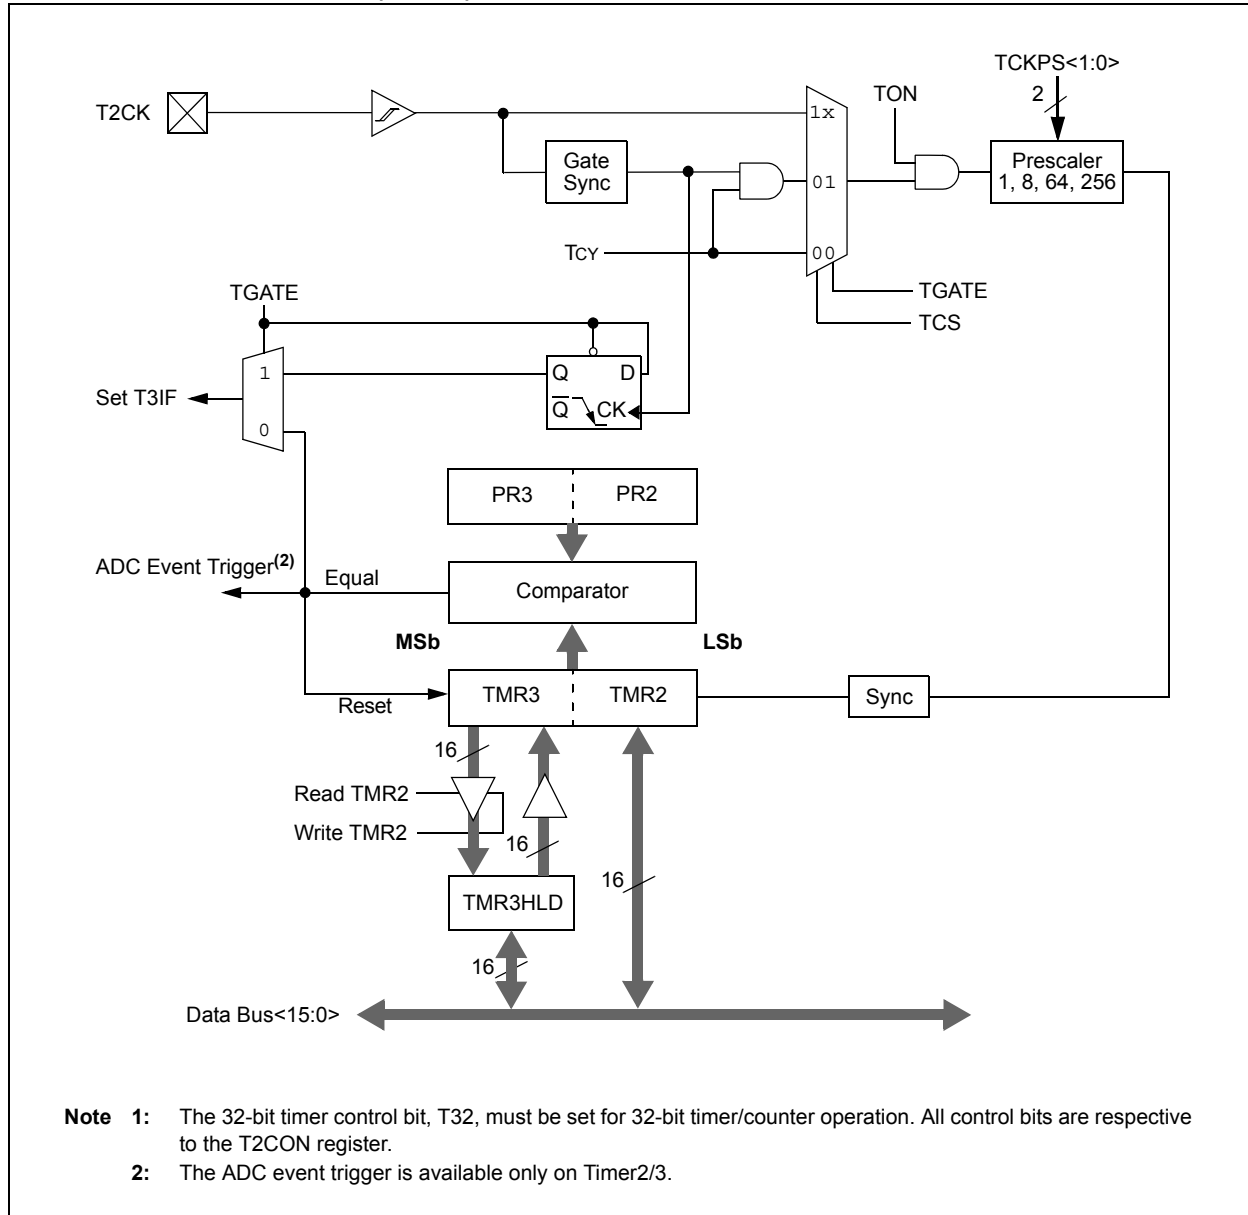 TCKPS<1:0>
2
TON
T2CK
1x
Gate
Sync
Prescaler
1, 8, 64, 256
01
TCY
00
TGATE
TGATE
TCS
1
Q
D
Set T3IF
Q
CK
0
PR3
PR2
ADC Event Trigger(2)
Equal
Comparator
MSb
LSb
TMR3
TMR2
Sync
Reset
16
Read TMR2
Write TMR2
16
16
TMR3HLD
16
Data Bus<15:0>
Note 1: The 32-bit timer control bit, T32, must be set for 32-bit timer/counter operation. All control bits are respective
to the T2CON register.
2: The ADC event trigger is available only on Timer2/3.